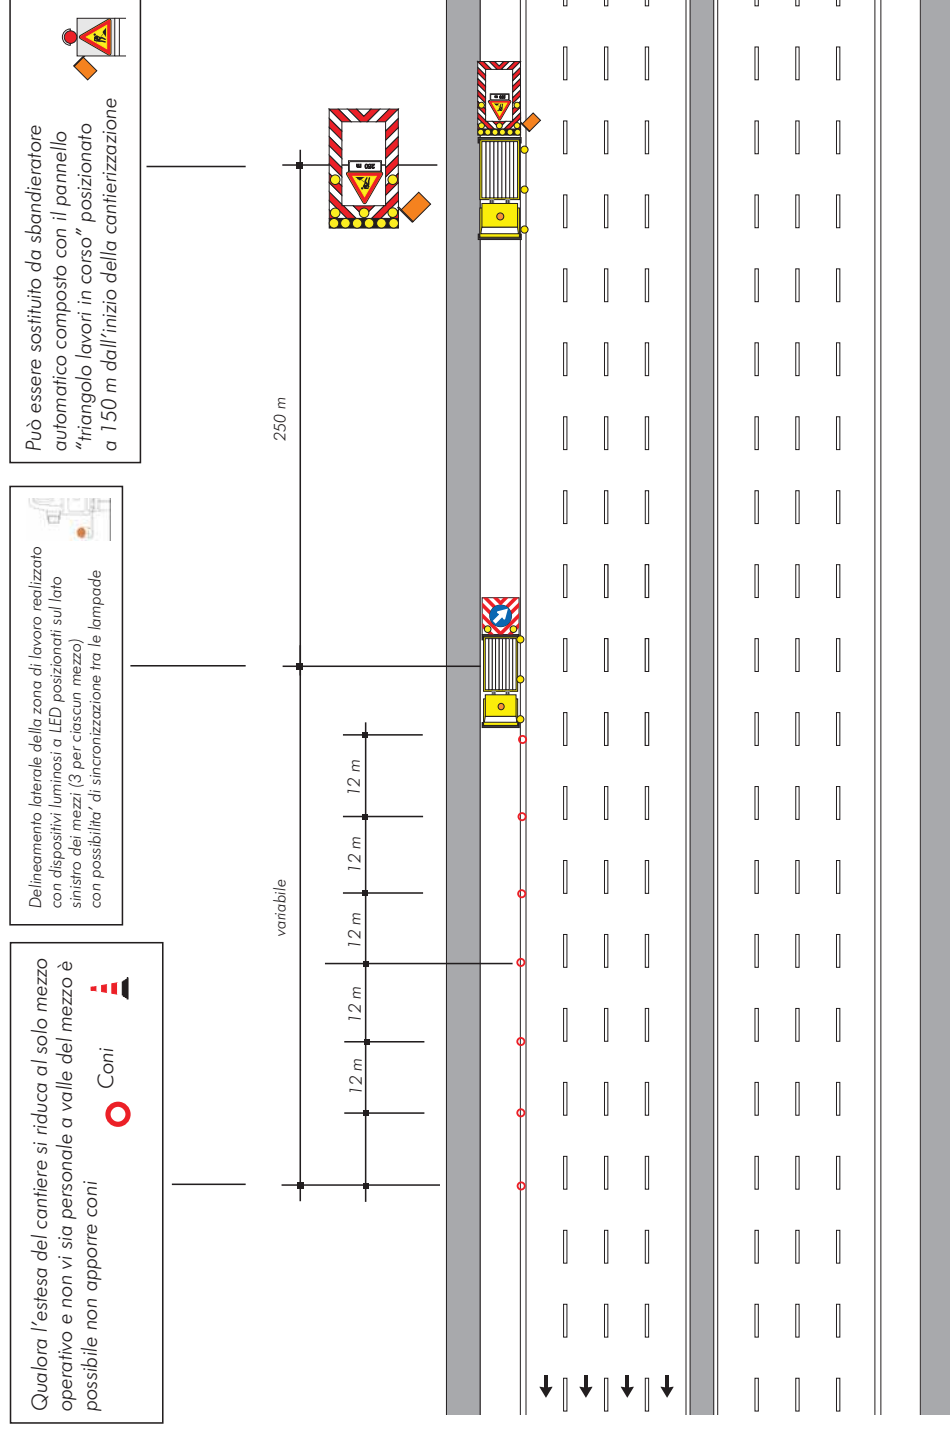 Può essere sostituito da sbandieratore
automatico composto con il pannello
“triangolo lavori in corso” posizionato
a 150 m dall’inizio della cantierizzazione
Delineamento laterale della zona di lavoro realizzato
con dispositivi luminosi a LED posizionati sul lato
sinistro dei mezzi (3 per ciascun mezzo)
con possibilita’ di sincronizzazione tra le lampade
Qualora l’estesa del cantiere si riduca al solo mezzo
operativo e non vi sia personale a valle del mezzo è
possibile non apporre coni
Coni
250 m
variabile
12 m
12 m
12 m
12 m
12 m
250 m
250 m